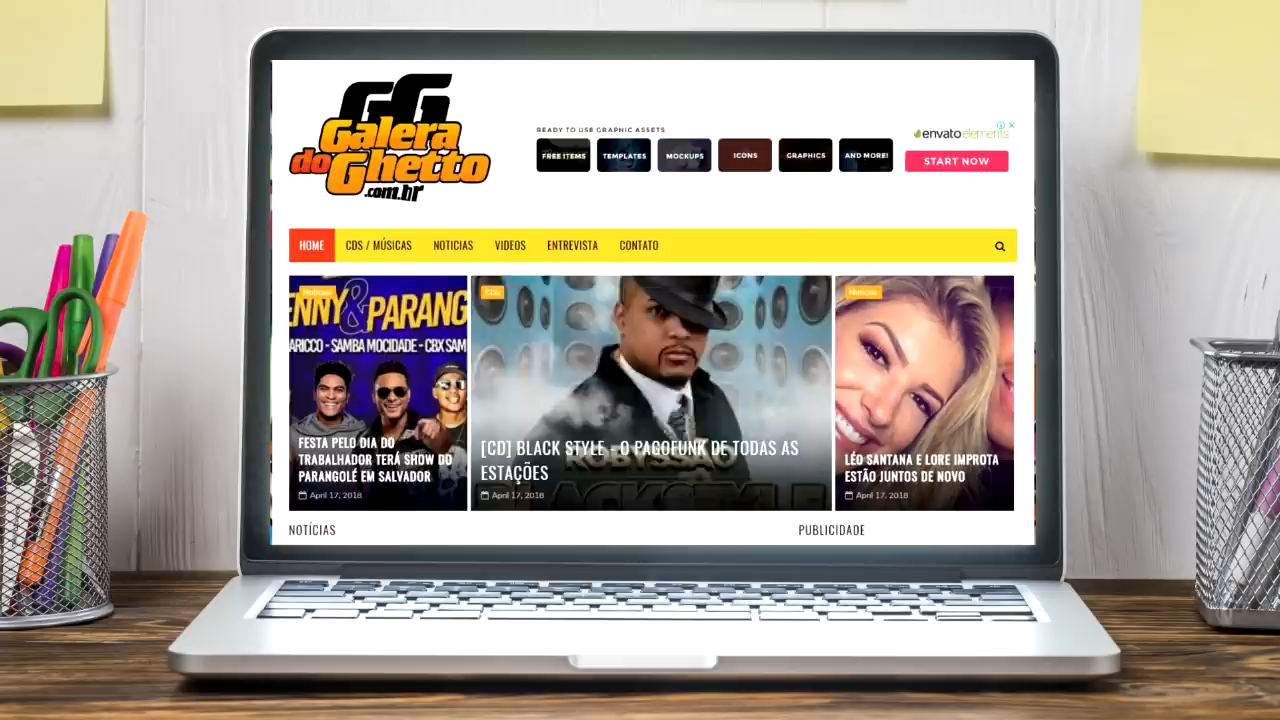 GG
Galera
do Ghetto
.com.br
READY TO USE GRAPHIC ASSETS
FREE ITEMS TEMPLATES MOCKUPS ICONS GRAPHICS AND MORE!
envato elements
START NOW
HOME CDS / MÚSICAS NOTICIAS VIDEOS ENTREVISTA CONTATO
Noticias
ENNY & PARANG
ARICCO - SAMBA MOCIDADE - CBX SAM
FESTA PELO DIA DO
TRABALHADOR TERÁ SHOW DO
PARANGOLÉ EM SALVADOR
April 17, 2018
CDS
[CD] BLACK STYLE - O PAGOFUNK DE TODAS AS
ESTAÇÕES
ROBYSSÃO
BLACKSTYLE
April 17, 2018
Noticias
LÉO SANTANA E LORE IMPROTA
ESTÃO JUNTOS DE NOVO
April 17, 2018
NOTÍCIAS
PUBLICIDADE